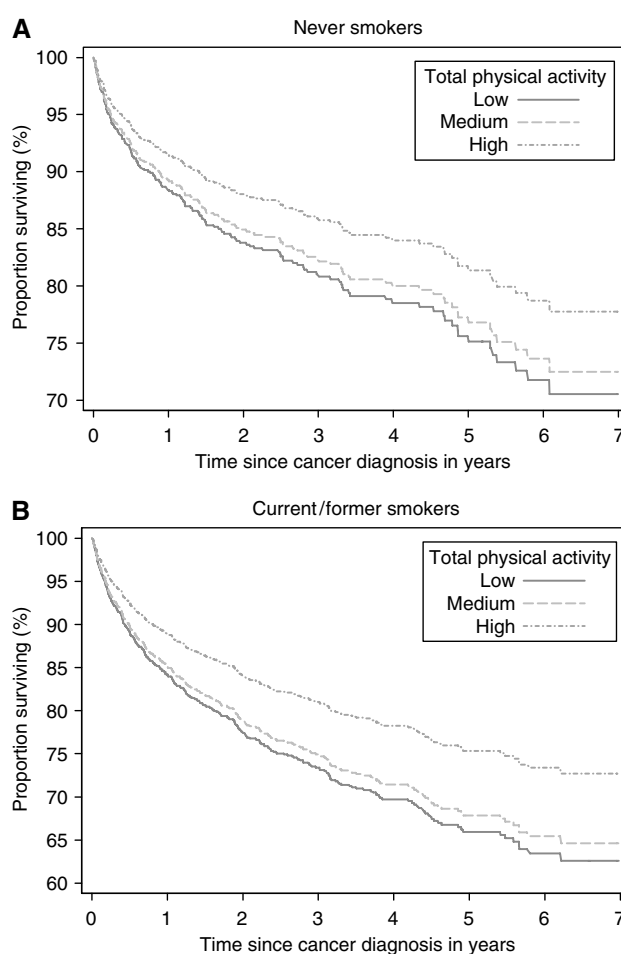 A
Never smokers
100
95
90
85
80
75
70
Proportion surviving (%)
Total physical activity
Low
Medium
High
0 1 2 3 4 5 6 7
Time since cancer diagnosis in years
B
Current/former smokers
100
95
90
85
80
75
70
65
60
Proportion surviving (%)
Total physical activity
Low
Medium
High
0 1 2 3 4 5 6 7
Time since cancer diagnosis in years